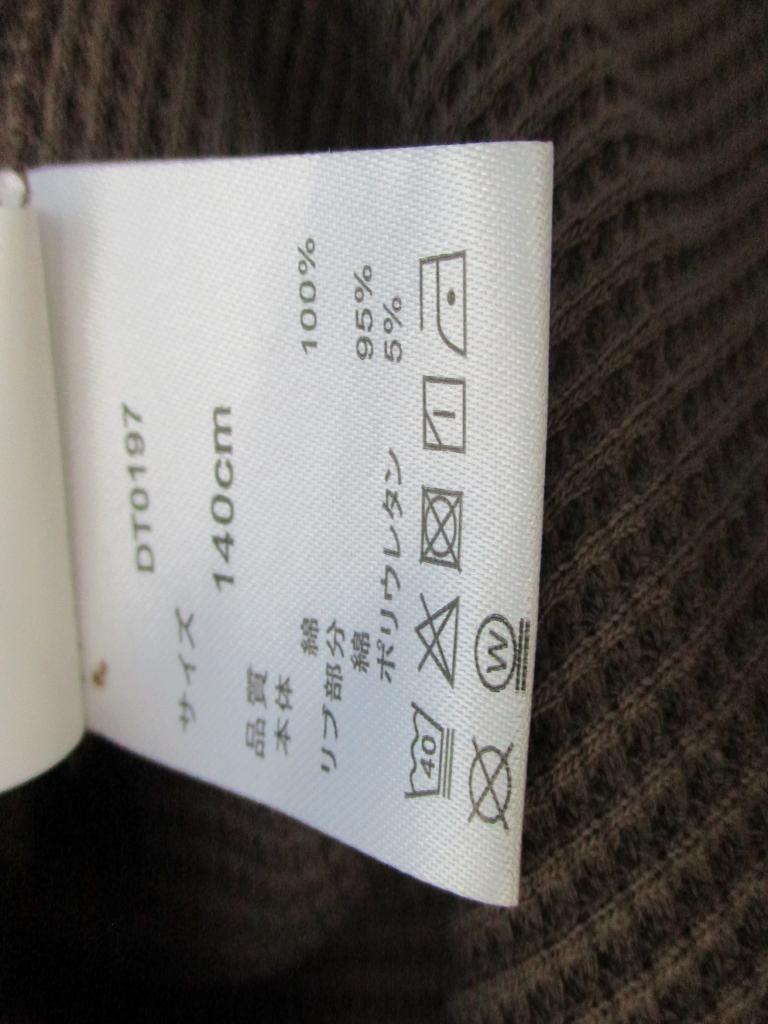 DT0197
サイズ
140cm
品質
本体
綿 100%
リブ部分
綿 95%
ポリウレタン 5%
40
W